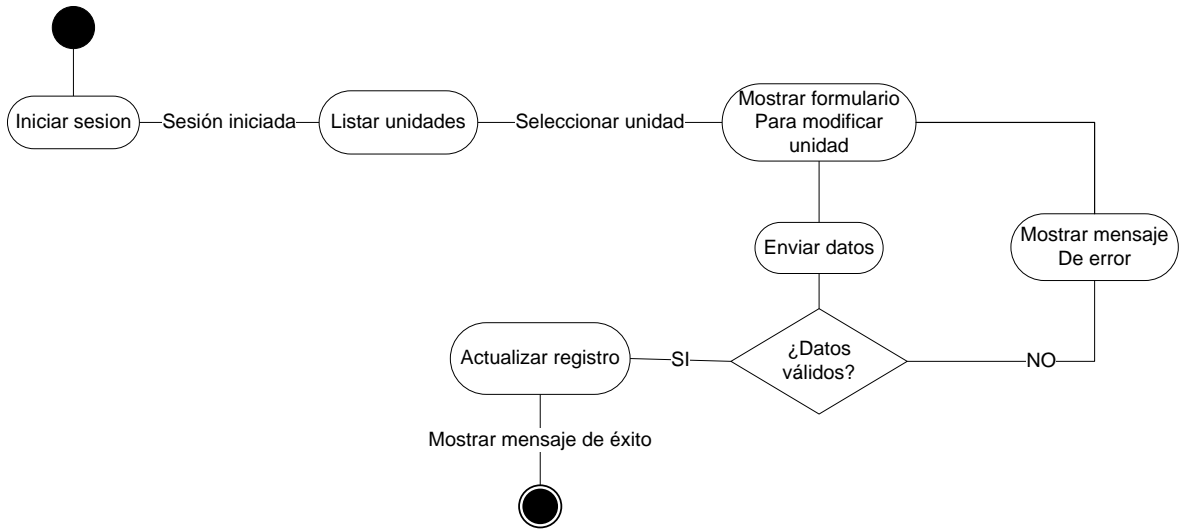 Iniciar sesion
Sesión iniciada
Listar unidades
Seleccionar unidad
Mostrar formulario
Para modificar
unidad
Enviar datos
Mostrar mensaje
De error
¿Datos
válidos?
NO
SI
Actualizar registro
Mostrar mensaje de éxito